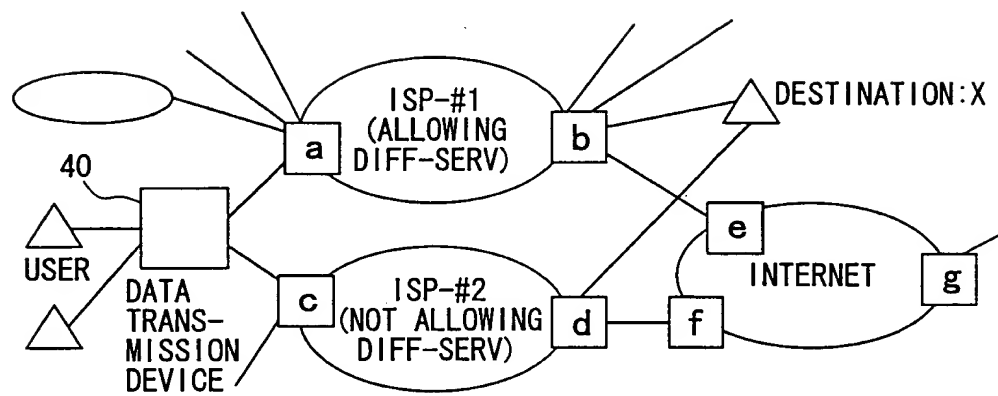 ISP-#1
(ALLOWING
DIFF-SERV)
a
b
DESTINATION:X
40
USER
DATA
TRANS-
MISSION
DEVICE
c
ISP-#2
(NOT ALLOWING
DIFF-SERV)
d
e
INTERNET
f
g